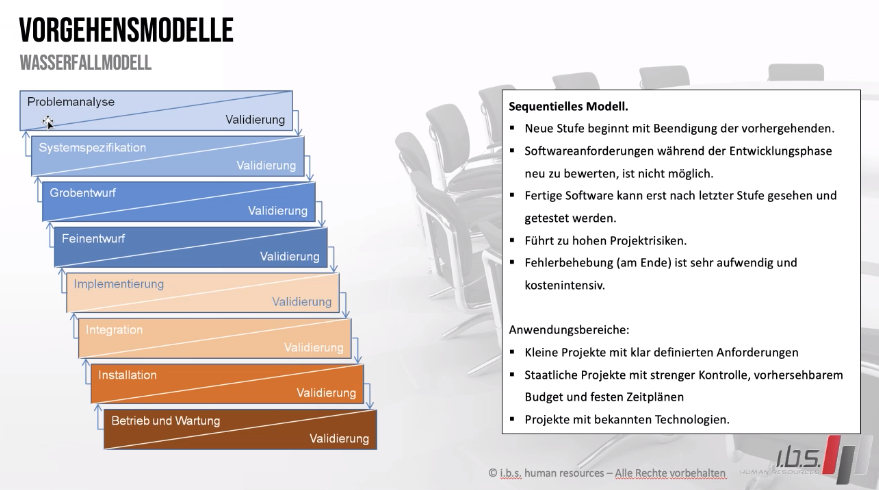 VORGEHENSMODELLE
WASSERFALLMODELL
Problemanalyse
Validierung
Systemspezifikation
Validierung
Grobentwurf
Validierung
Feinentwurf
Validierung
Implementierung
Validierung
Integration
Validierung
Installation
Validierung
Betrieb und Wartung
Validierung
Sequentielles Modell.
▪ Neue Stufe beginnt mit Beendigung der vorhergehenden.
▪ Softwareanforderungen während der Entwicklungsphase
neu zu bewerten, ist nicht möglich.
▪ Fertige Software kann erst nach letzter Stufe gesehen und
getestet werden.
▪ Führt zu hohen Projektrisiken.
▪ Fehlerbehebung (am Ende) ist sehr aufwendig und
kostenintensiv.
Anwendungsbereiche:
▪ Kleine Projekte mit klar definierten Anforderungen
▪ Staatliche Projekte mit strenger Kontrolle, vorhersehbarem
Budget und festen Zeitplänen
▪ Projekte mit bekannten Technologien.
© i.b.s. human resources – Alle Rechte vorbehalten
i.b.s.
HUMAN RESOURCES